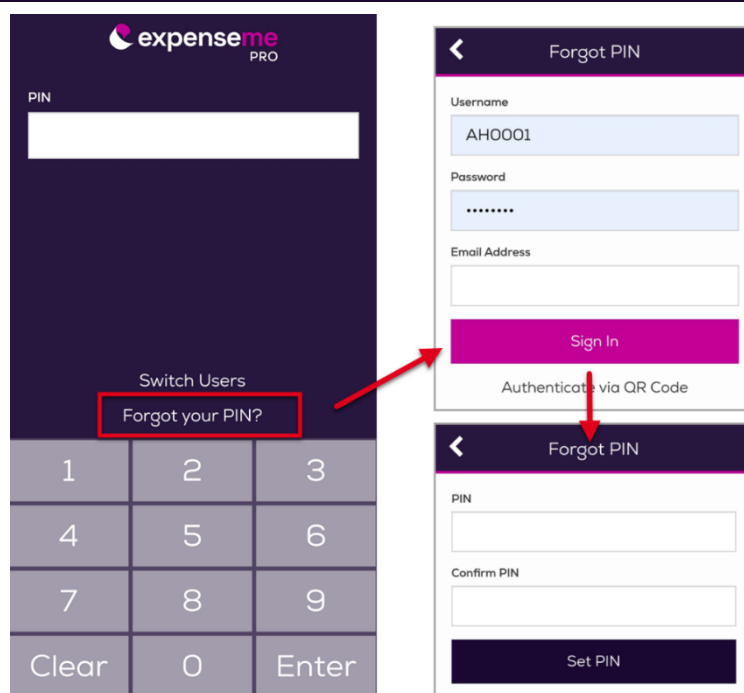 expenseme
PRO
PIN
Switch Users
Forgot your PIN?
1 2 3
4 5 6
7 8 9
Clear 0 Enter
Forgot PIN
Username
AH0001
Password
••••••••
Email Address
Sign In
Authenticate via QR Code
Forgot PIN
PIN
Confirm PIN
Set PIN